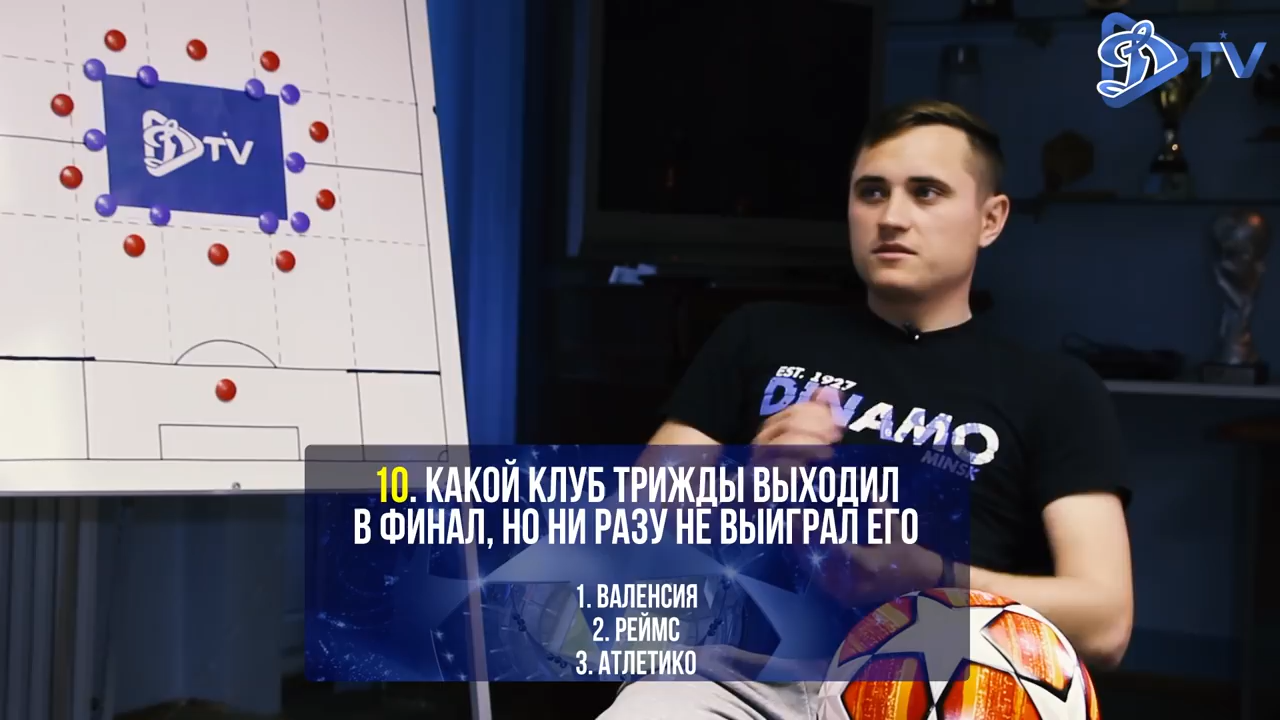 TV
TV
EST. 1927
DINAMO
MINSK
10. КАКОЙ КЛУБ ТРИЖДЫ ВЫХОДИЛ
В ФИНАЛ, НО НИ РАЗУ НЕ ВЫИГРАЛ ЕГО
1. ВАЛЕНСИЯ
2. РЕЙМС
3. АТЛЕТИКО